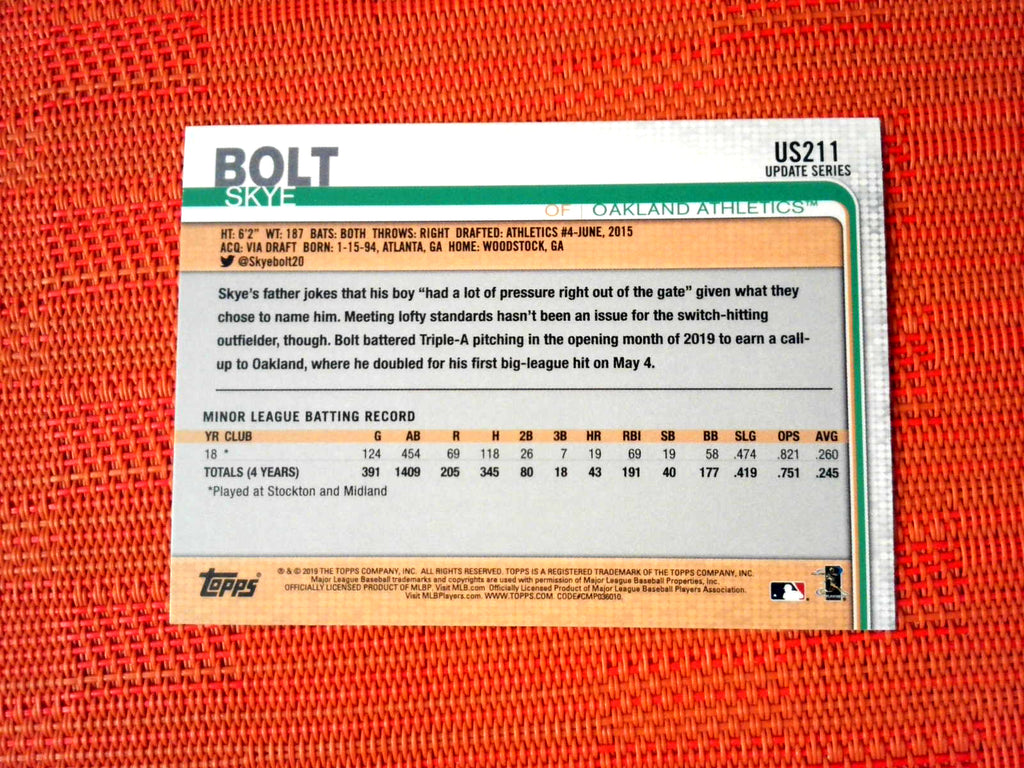 BOLT
SKYE
US211
UPDATE SERIES
OF | OAKLAND ATHLETICS™
HT: 6'2" WT: 187 BATS: BOTH THROWS: RIGHT DRAFTED: ATHLETICS #4-JUNE, 2015
ACQ: VIA DRAFT BORN: 1-15-94, ATLANTA, GA HOME: WOODSTOCK, GA
@Skyebolt20
Skye's father jokes that his boy “had a lot of pressure right out of the gate” given what they
chose to name him. Meeting lofty standards hasn't been an issue for the switch-hitting
outfielder, though. Bolt battered Triple-A pitching in the opening month of 2019 to earn a call-
up to Oakland, where he doubled for his first big-league hit on May 4.
MINOR LEAGUE BATTING RECORD
YR CLUB G AB R H 2B 3B HR RBI SB BB SLG OPS AVG
18 * 124 454 69 118 26 7 19 69 19 58 .474 .821 .260
TOTALS (4 YEARS) 391 1409 205 345 80 18 43 191 40 177 .419 .751 .245
*Played at Stockton and Midland
Topps®
® & © 2019 THE TOPPS COMPANY, INC. ALL RIGHTS RESERVED. TOPPS IS A REGISTERED TRADEMARK OF THE TOPPS COMPANY, INC.
Major League Baseball trademarks and copyrights are used with permission of Major League Baseball Properties, Inc.
OFFICIALLY LICENSED PRODUCT OF MLBP. Visit MLB.com. Officially Licensed Product of Major League Baseball Players Association.
Visit MLBPlayers.com. WWW.TOPPS.COM. CODE#CMP036010.